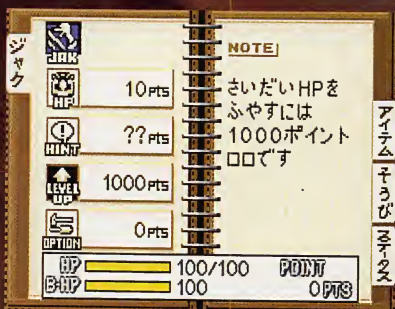 ジャク
JAK
HP
10PTS
HINT
??PTS
LEVEL UP
1000PTS
OPTION
0PTS
NOTE
さいだいHPを
ふやすには
1000ポイント
ロロです
アイテム
そうび
ステータス
HP 100/100 POINT
B-HP 100 0PTS